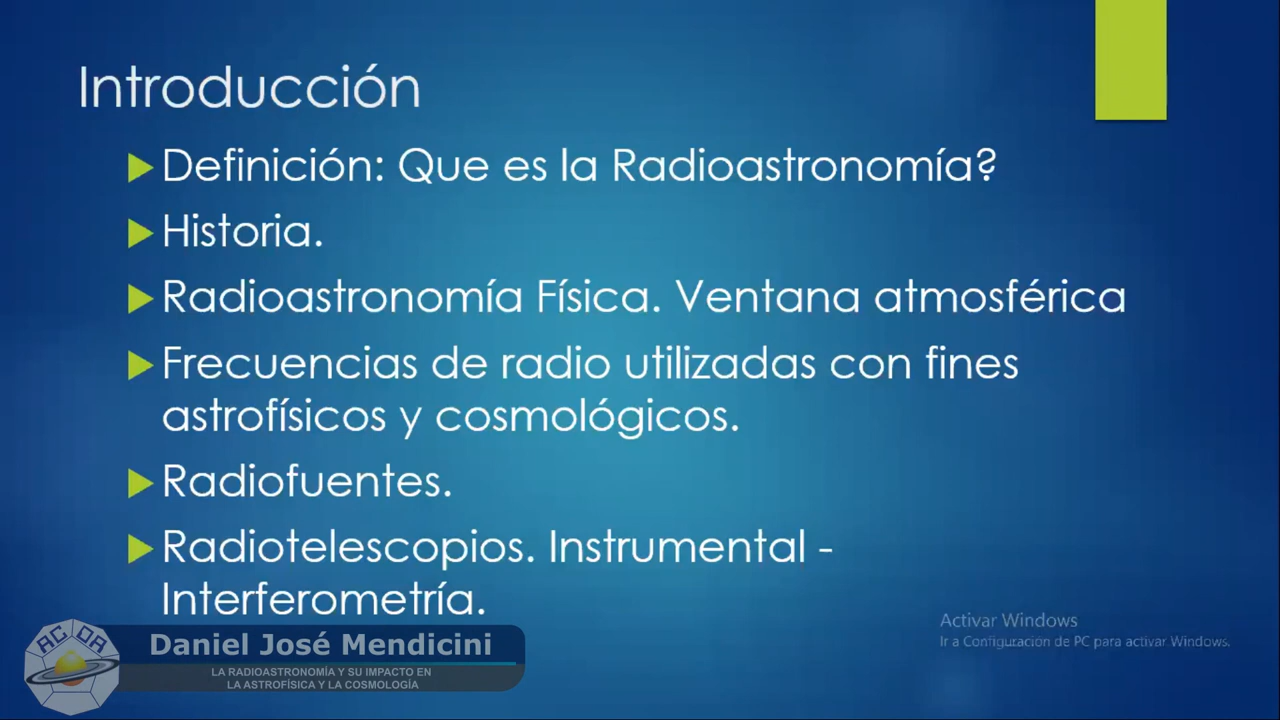 Introducción
Definición: Que es la Radioastronomía?
Historia.
Radioastronomía Física. Ventana atmosférica
Frecuencias de radio utilizadas con fines
astrofísicos y cosmológicos.
Radiofuentes.
Radiotelescopios. Instrumental -
Interferometría.
Activar Windows
Ir a Configuración de PC para activar Windows.
ACDA
Daniel José Mendicini
LA RADIOASTRONOMÍA Y SU IMPACTO EN
LA ASTROFÍSICA Y LA COSMOLOGÍA